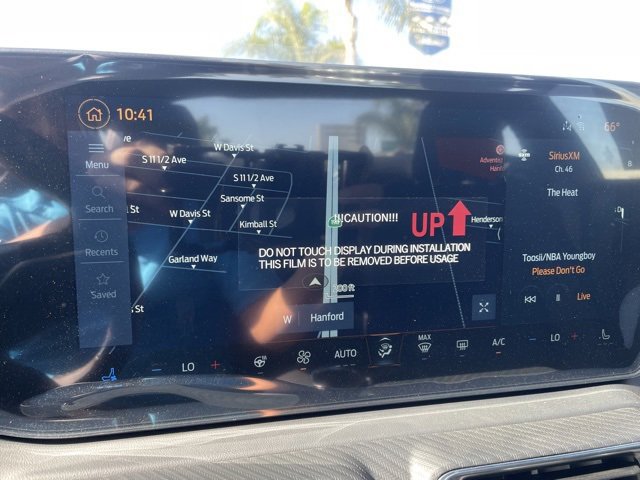 10:41
66°
W Davis St
S 11 1/2 Ave
Menu
S 11 1/2 Ave
Sansome St
Search
W Davis St
Kimball St
Recents
Garland Way
Saved
St
!!!CAUTION!!!
UP
DO NOT TOUCH DISPLAY DURING INSTALLATION
THIS FILM IS TO BE REMOVED BEFORE USAGE
Henderson
W Hanford
SiriusXM
Ch. 46
The Heat
Toosii/NBA Youngboy
Please Don't Go
Live
- LO +
AUTO
MAX
A/C
- LO +